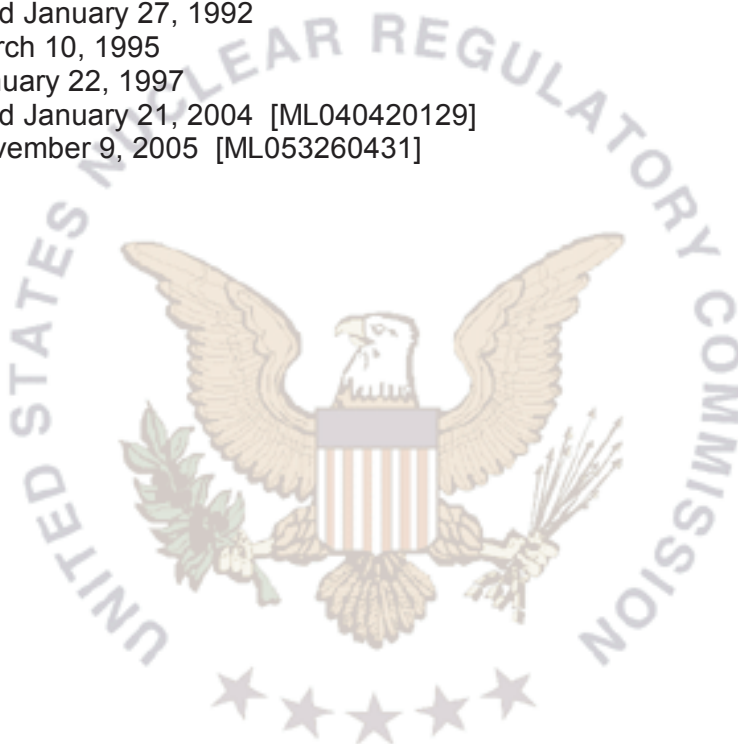 d January 27, 1992
rch 10, 1995
nuary 22, 1997
d January 21, 2004 [ML040420129]
vember 9, 2005 [ML053260431]
UNITED STATES NUCLEAR REGULATORY COMMISSION